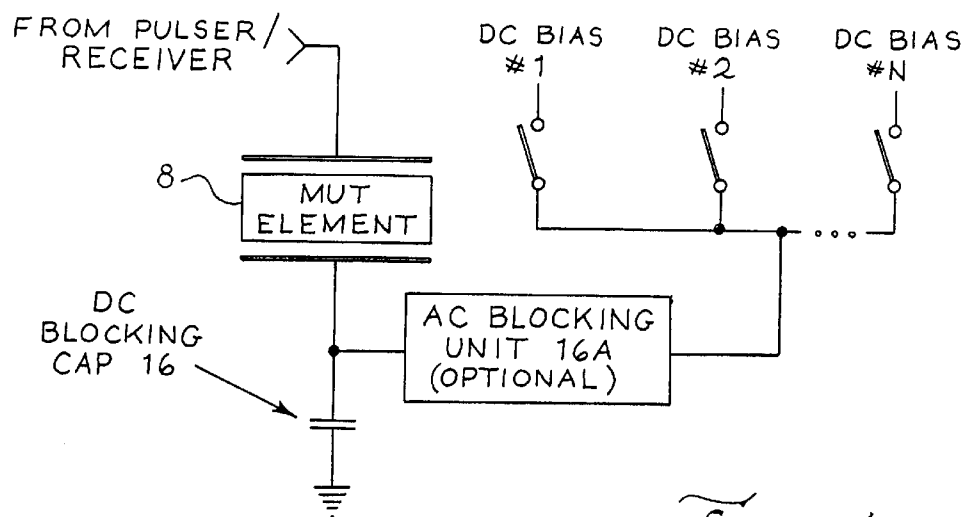 FROM PULSER/
RECEIVER
DC BIAS
#1
DC BIAS
#2
DC BIAS
#N
8
MUT
ELEMENT
DC
BLOCKING
CAP 16
AC BLOCKING
UNIT 16A
(OPTIONAL)